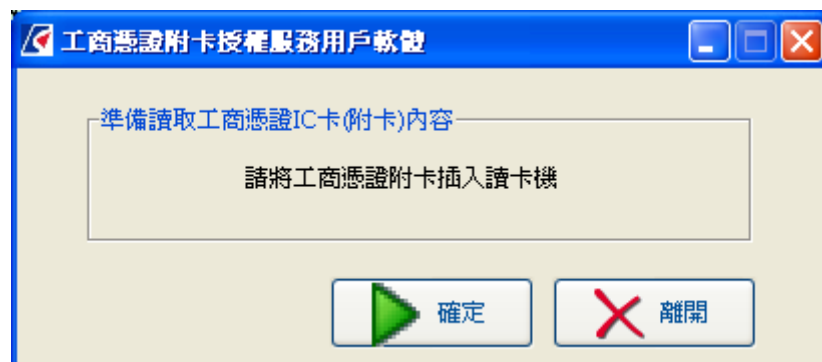 工商憑證附卡授權服務用戶軟體
準備讀取工商憑證IC卡(附卡)內容
請將工商憑證附卡插入讀卡機
確定
離開